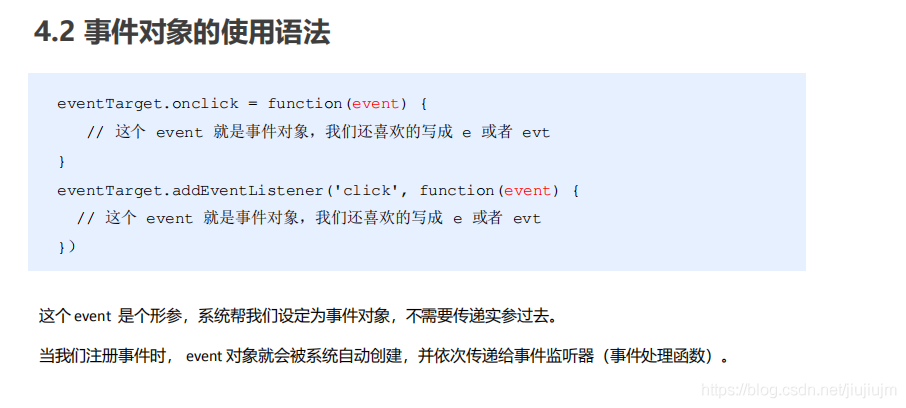 4.2 事件对象的使用语法
eventTarget.onclick = function(event) {
// 这个 event 就是事件对象，我们还喜欢的写成 e 或者 evt
}
eventTarget.addEventListener('click', function(event) {
// 这个 event 就是事件对象，我们还喜欢的写成 e 或者 evt
}）
这个 event 是个形参，系统帮我们设定为事件对象，不需要传递实参过去。
当我们注册事件时， event 对象就会被系统自动创建，并依次传递给事件监听器（事件处理函数）。
https://blog.csdn.net/jiujiujm